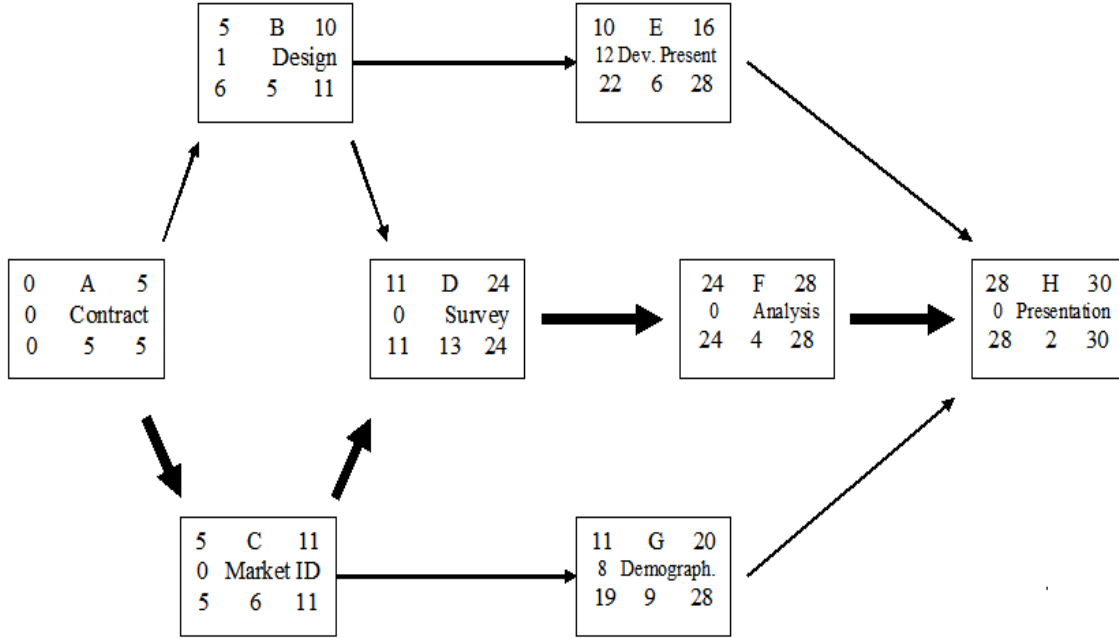 5 B 10
1 Design
6 5 11
10 E 16
12 Dev. Present
22 6 28
0 A 5
0 Contract
0 5 5
11 D 24
0 Survey
11 13 24
24 F 28
0 Analysis
24 4 28
28 H 30
0 Presentation
28 2 30
5 C 11
0 Market ID
5 6 11
11 G 20
8 Demograph.
19 9 28